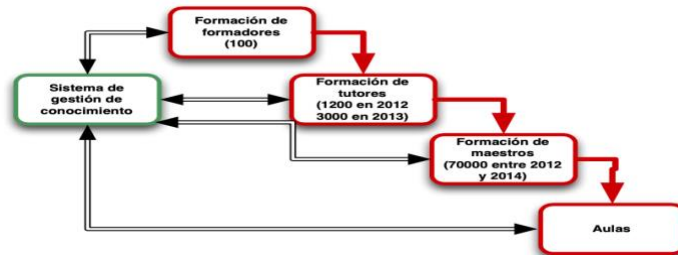 Formación de
formadores
(100)
Sistema de
gestión de
conocimiento
Formación de
tutores
(1200 en 2012
3000 en 2013)
Formación de
maestros
(70000 entre 2012
y 2014)
Aulas